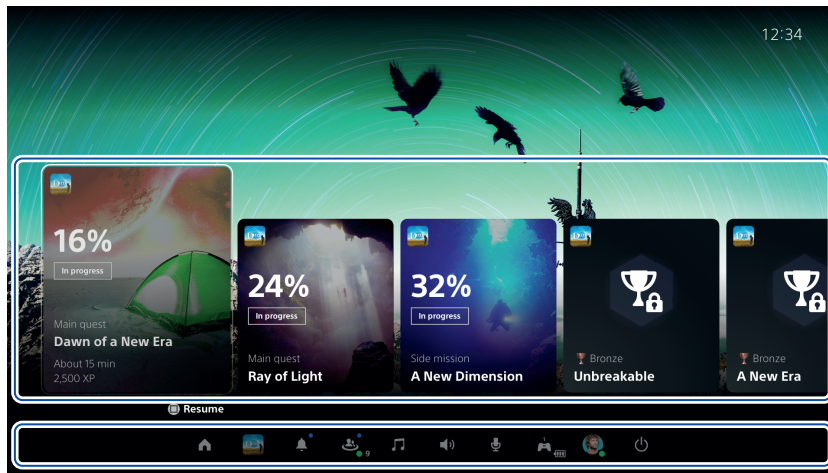 12:34
16%
In progress
Main quest
Dawn of a New Era
About 15 min
2,500 XP
24%
In progress
Main quest
Ray of Light
32%
In progress
Side mission
A New Dimension
Bronze
Unbreakable
Bronze
A New Era
Resume
9